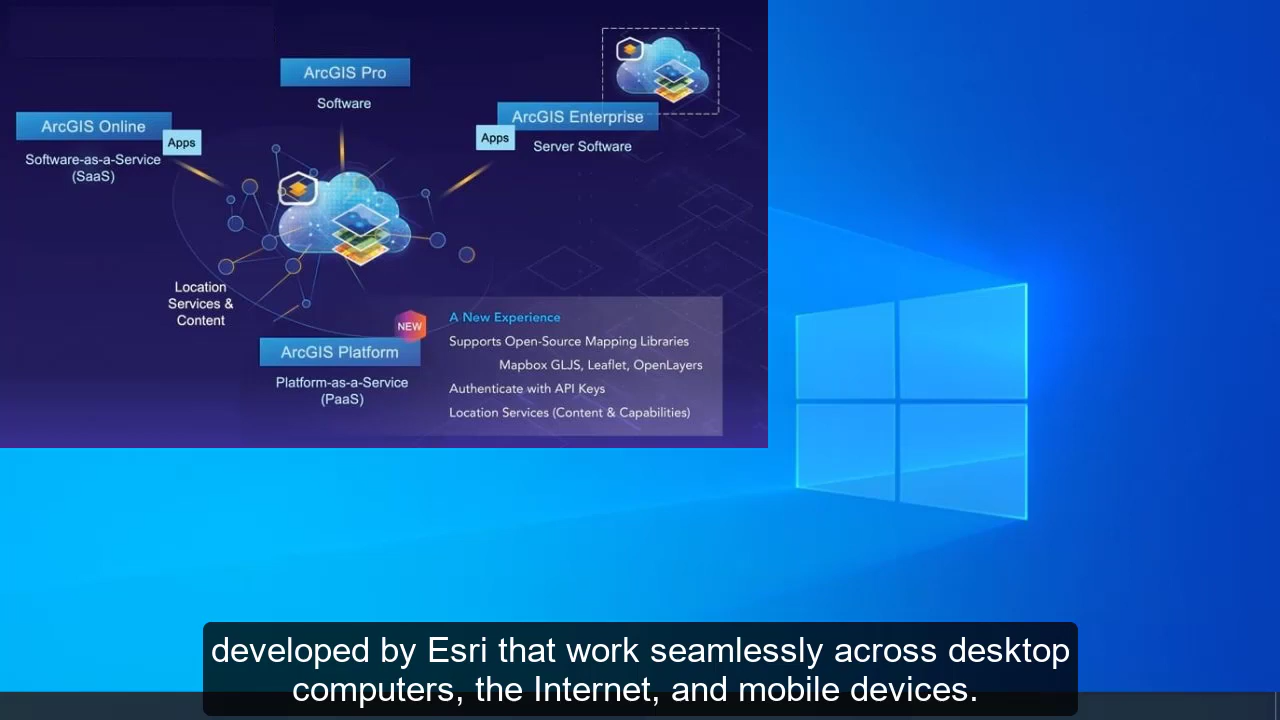 ArcGIS Pro
Software
ArcGIS Online
Apps
Software-as-a-Service
(SaaS)
ArcGIS Enterprise
Apps
Server Software
Location
Services &
Content
NEW
ArcGIS Platform
Platform-as-a-Service
(PaaS)
A New Experience
Supports Open-Source Mapping Libraries
Mapbox GLJS, Leaflet, OpenLayers
Authenticate with API Keys
Location Services (Content & Capabilities)
developed by Esri that work seamlessly across desktop
computers, the Internet, and mobile devices.